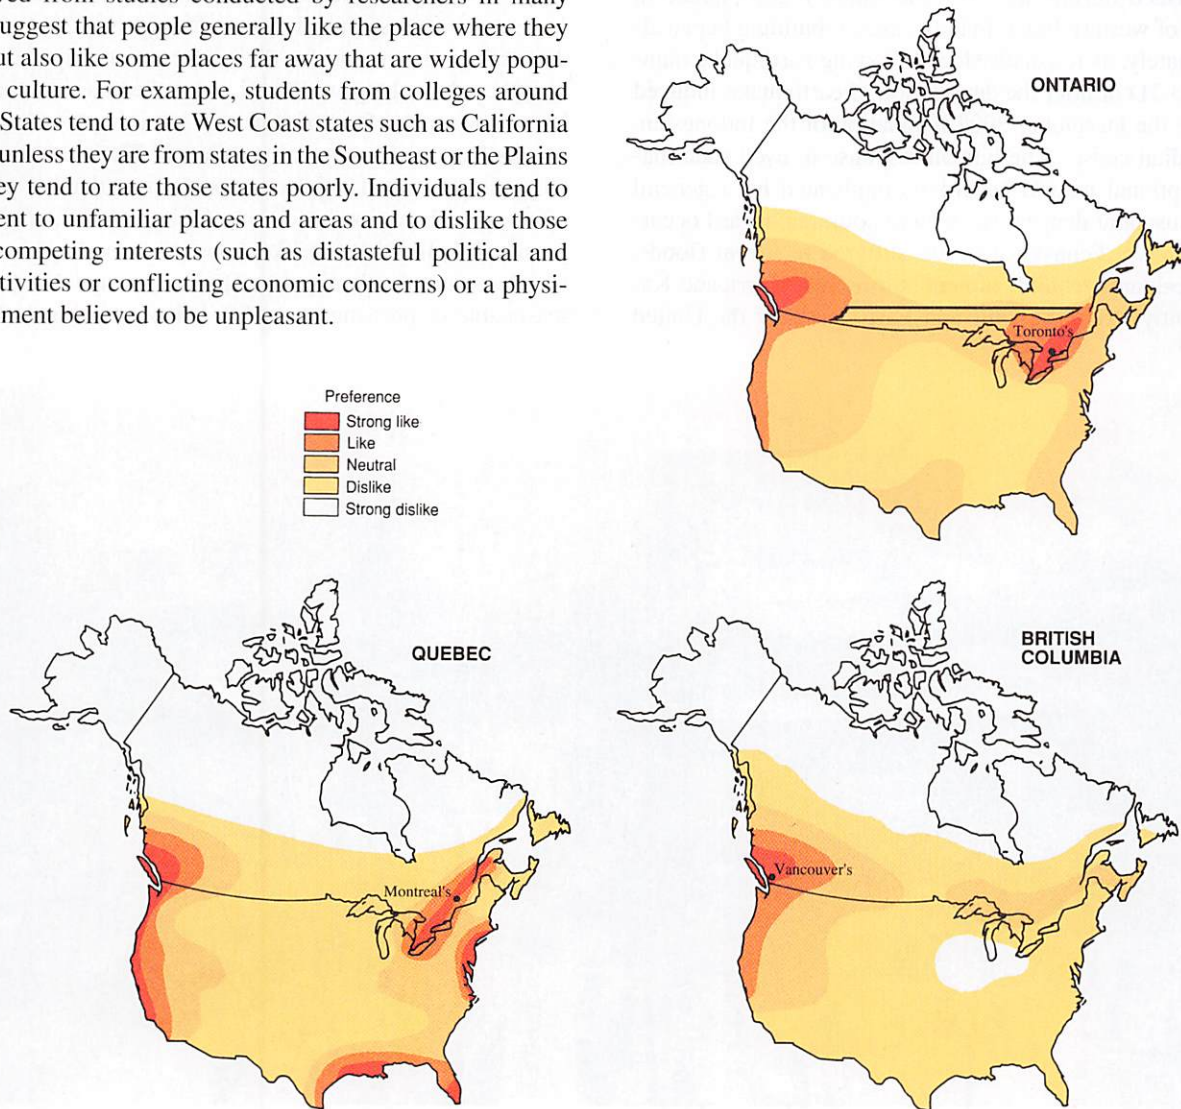 suggest that people generally like the place where they
also like some places far away that are widely popu-
culture. For example, students from colleges around
States tend to rate West Coast states such as California
unless they are from states in the Southeast or the Plains
tend to rate those states poorly. Individuals tend to
to unfamiliar places and areas and to dislike those
competing interests (such as distasteful political and
or conflicting economic concerns) or a physi-
believed to be unpleasant.
ONTARIO
Toronto's
Preference
Strong like
Like
Neutral
Dislike
Strong dislike
QUEBEC
Montreal's
BRITISH
COLUMBIA
Vancouver's